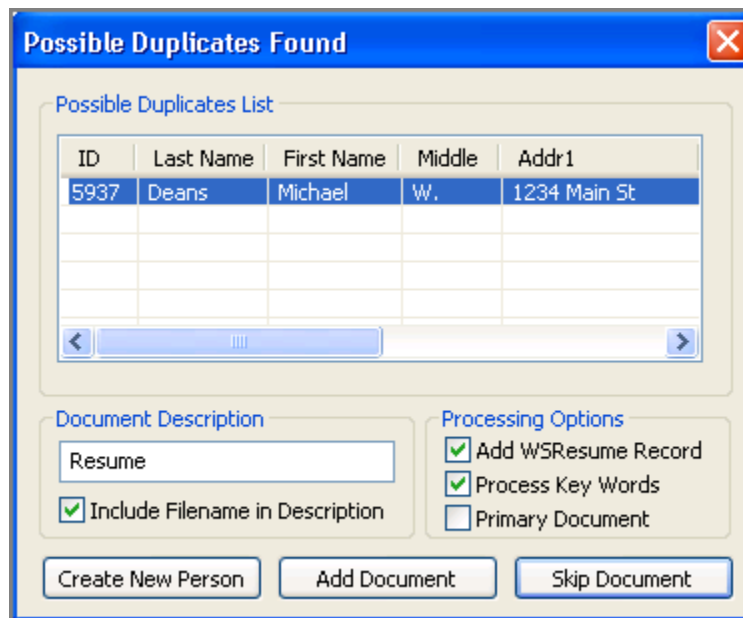 Possible Duplicates Found
Possible Duplicates List
ID Last Name First Name Middle Addr1
5937 Deans Michael W. 1234 Main St
Document Description
Resume
Include Filename in Description
Processing Options
Add WSResume Record
Process Key Words
Primary Document
Create New Person Add Document Skip Document